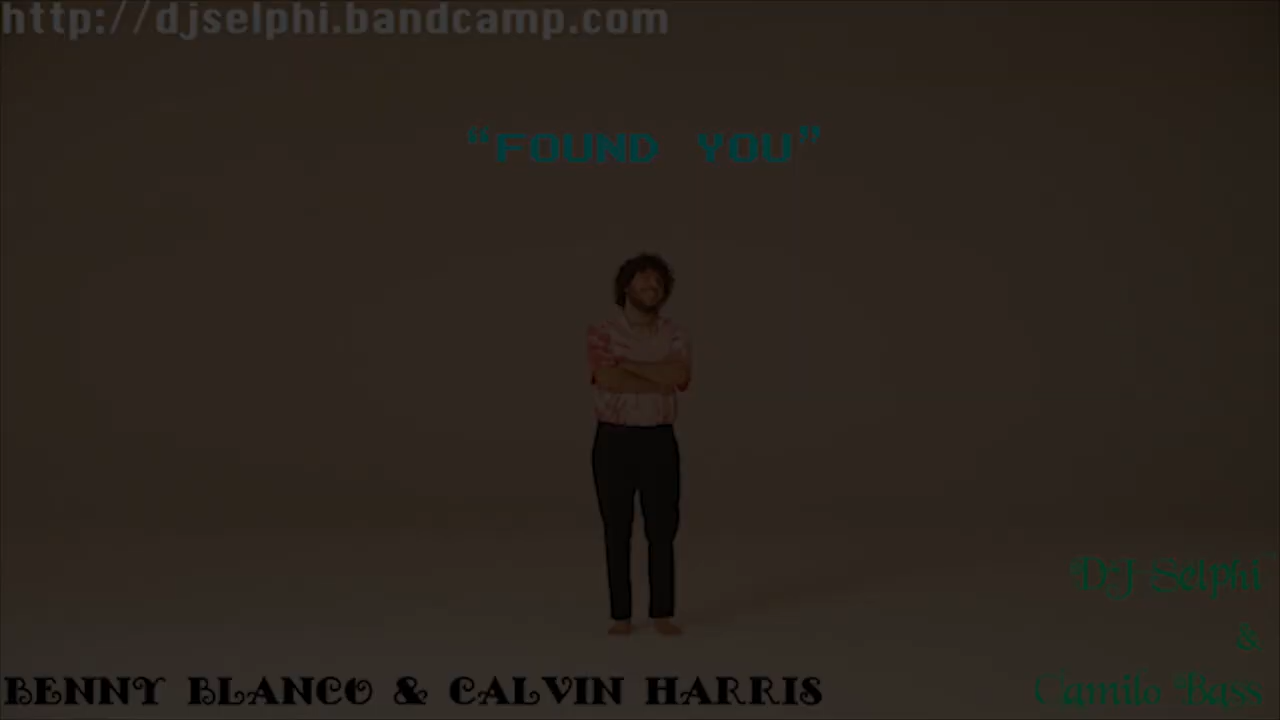 http://djselphi.bandcamp.com
“FOUND YOU”
DJ Selphi
&
BENNY BLANCO & CALVIN HARRIS
Camilo Bass